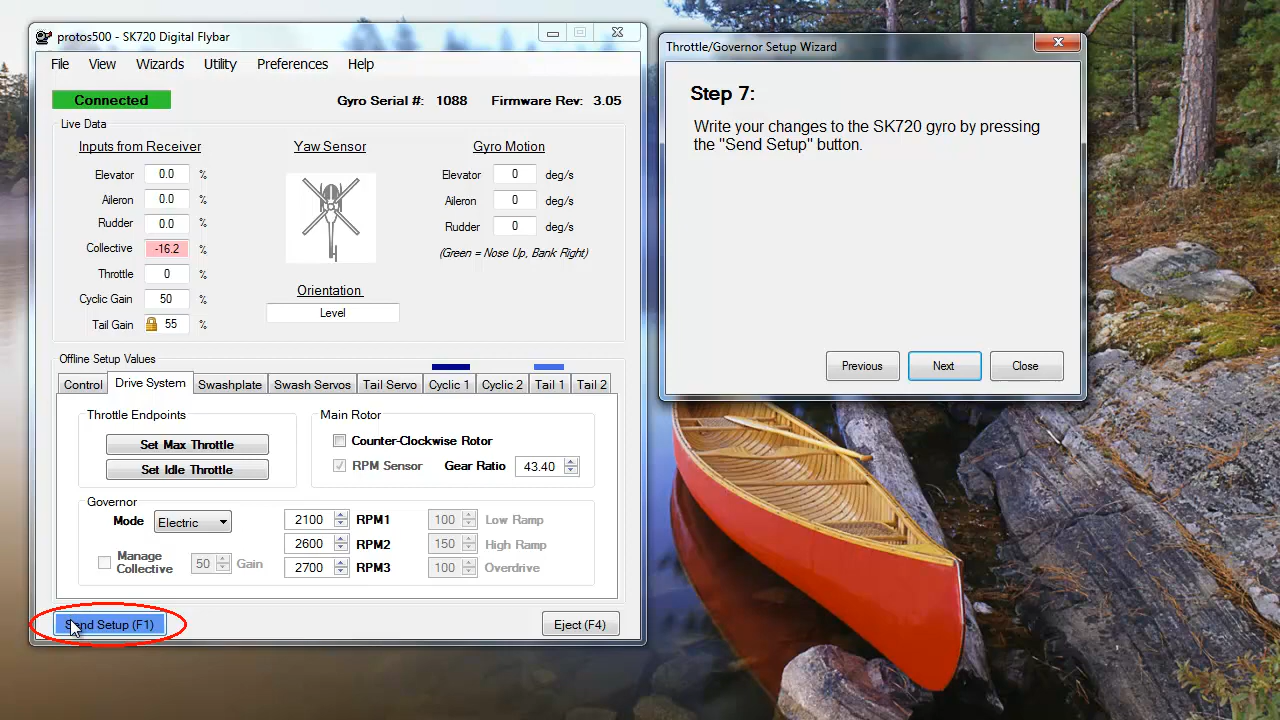 protos500 - SK720 Digital Flybar
File View Wizards Utility Preferences Help
Connected
Gyro Serial #: 1088 Firmware Rev: 3.05
Live Data
Inputs from Receiver
Elevator 0.0 %
Aileron 0.0 %
Rudder 0.0 %
Collective -16.2 %
Throttle 0 %
Cyclic Gain 50 %
Tail Gain 55 %
Yaw Sensor
Orientation
Level
Gyro Motion
Elevator 0 deg/s
Aileron 0 deg/s
Rudder 0 deg/s
(Green = Nose Up, Bank Right)
Offline Setup Values
Control Drive System Swashplate Swash Servos Tail Servo Cyclic 1 Cyclic 2 Tail 1 Tail 2
Throttle Endpoints
Set Max Throttle
Set Idle Throttle
Main Rotor
Counter-Clockwise Rotor
RPM Sensor Gear Ratio 43.40
Governor
Mode Electric
Manage
Collective 50 Gain
2100 RPM1 100 Low Ramp
2600 RPM2 150 High Ramp
2700 RPM3 100 Overdrive
Send Setup (F1)
Eject (F4)
Throttle/Governor Setup Wizard
Step 7:
Write your changes to the SK720 gyro by pressing
the "Send Setup" button.
Previous Next Close